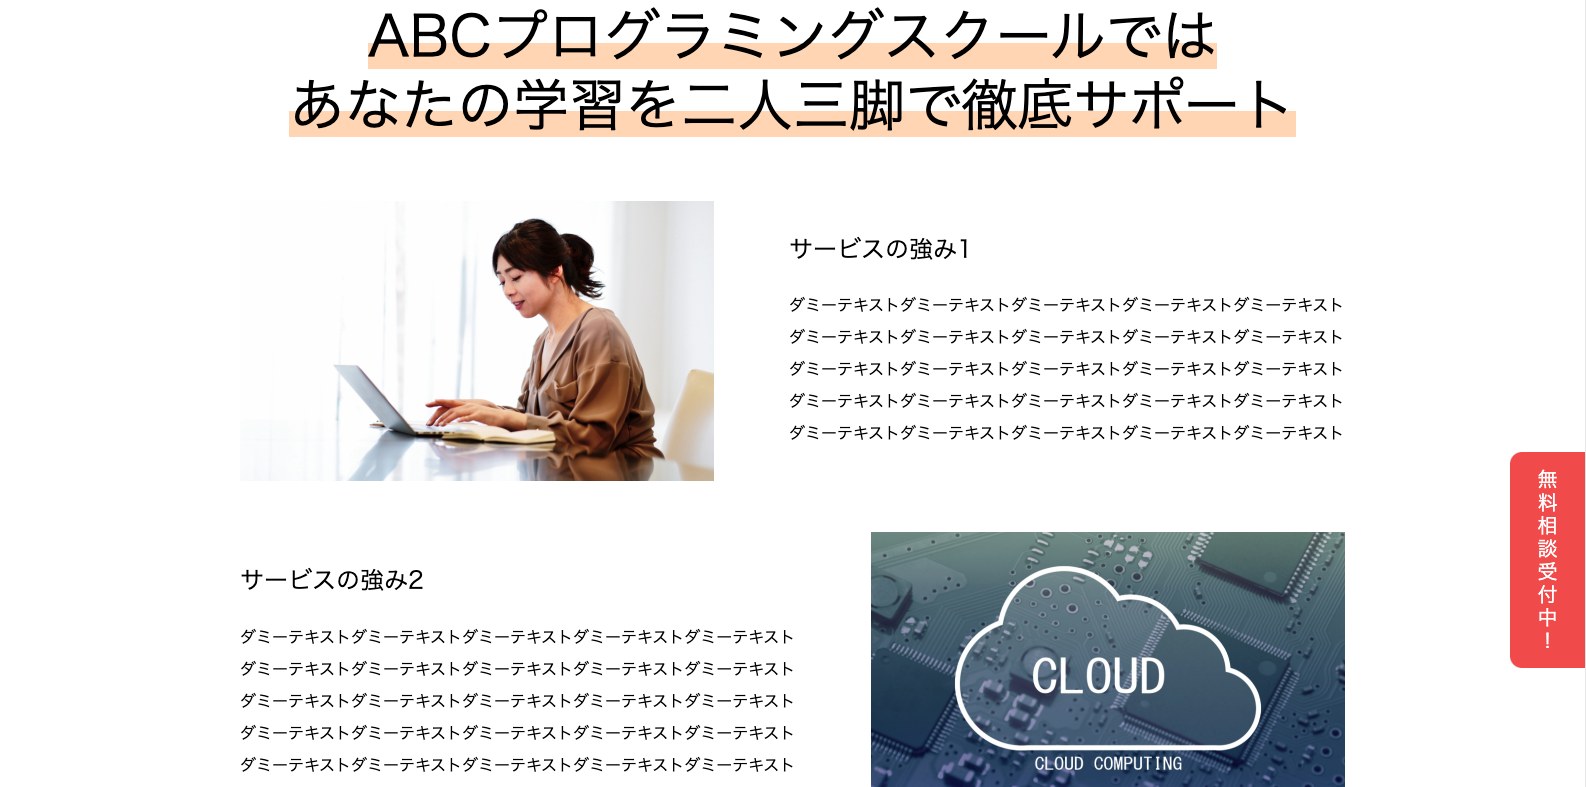 ABCプログラミングスクールでは
あなたの学習を二人三脚で徹底サポート
サービスの強み1
ダミーテキストダミーテキストダミーテキストダミーテキストダミーテキスト
ダミーテキストダミーテキストダミーテキストダミーテキストダミーテキスト
ダミーテキストダミーテキストダミーテキストダミーテキストダミーテキスト
ダミーテキストダミーテキストダミーテキストダミーテキストダミーテキスト
ダミーテキストダミーテキストダミーテキストダミーテキストダミーテキスト
無料相談受付中！
サービスの強み2
ダミーテキストダミーテキストダミーテキストダミーテキストダミーテキスト
ダミーテキストダミーテキストダミーテキストダミーテキストダミーテキスト
ダミーテキストダミーテキストダミーテキストダミーテキストダミーテキスト
ダミーテキストダミーテキストダミーテキストダミーテキストダミーテキスト
ダミーテキストダミーテキストダミーテキストダミーテキストダミーテキスト
CLOUD
CLOUD COMPUTING